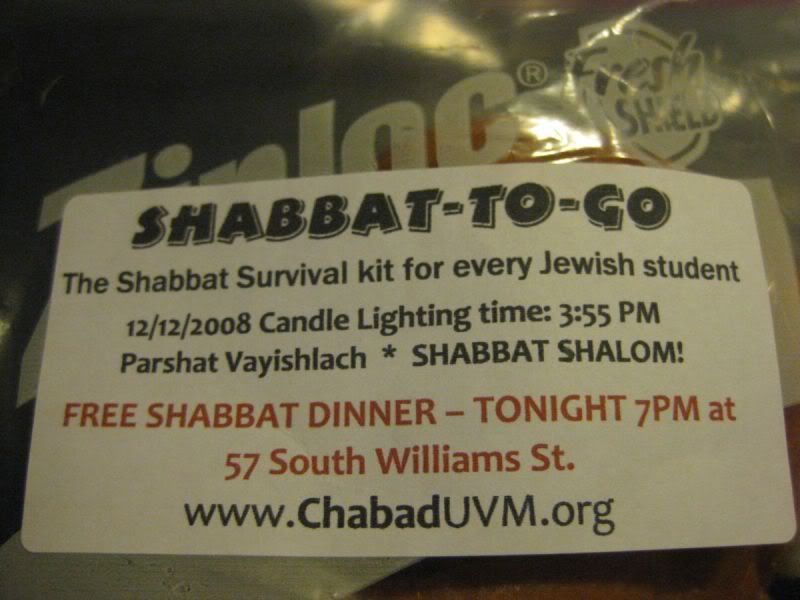 Ziploc®
Fresh
SHIELD
SHABBAT-TO-GO
The Shabbat Survival kit for every Jewish student
12/12/2008 Candle Lighting time: 3:55 PM
Parshat Vayishlach * SHABBAT SHALOM!
FREE SHABBAT DINNER – TONIGHT 7PM at
57 South Williams St.
www.ChabadUVM.org